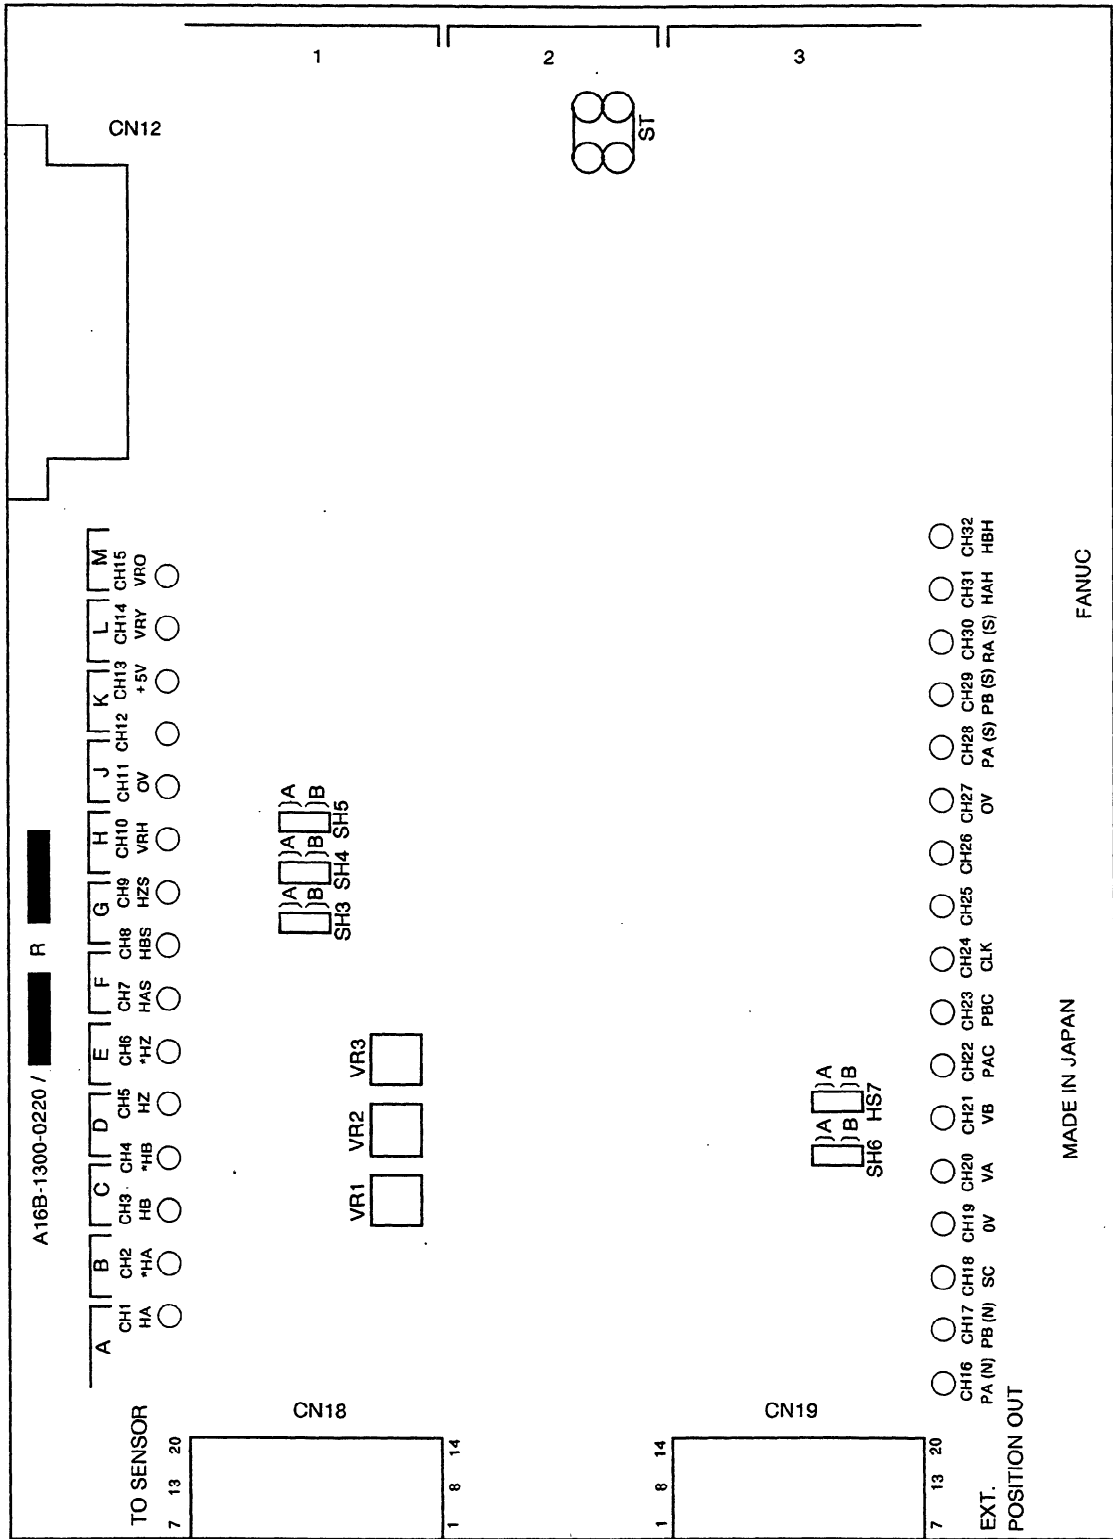 1
2
3
CN12
ST
A16B-1300-0220 / R
A B C D E F G H J K L M
CH1 CH2 CH3 CH4 CH5 CH6 CH7 CH8 CH9 CH10 CH11 CH12 CH13 CH14 CH15
HA *HA HB *HB HZ *HZ HAS HBS HZS VRH OV +5V VRY VRO
A A A
B B B
SH3 SH4 SH5
VR1 VR2 VR3
A A
B B
SH6 HS7
TO SENSOR
CN18
7 13 20
1 8 14
CN19
1 8 14
7 13 20
EXT.
POSITION OUT
CH16 CH17 CH18 CH19 CH20 CH21 CH22 CH23 CH24 CH25 CH26 CH27 CH28 CH29 CH30 CH31 CH32
PA (N) PB (N) SC 0V VA VB PAC PBC CLK OV PA (S) PB (S) RA (S) HAH HBH
MADE IN JAPAN
FANUC